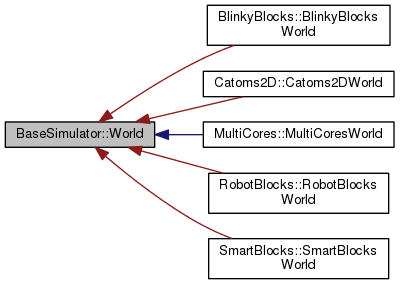 BlinkyBlocks::BlinkyBlocks
World
Catoms2D::Catoms2DWorld
BaseSimulator::World
MultiCores::MultiCoresWorld
RobotBlocks::RobotBlocks
World
SmartBlocks::SmartBlocks
World